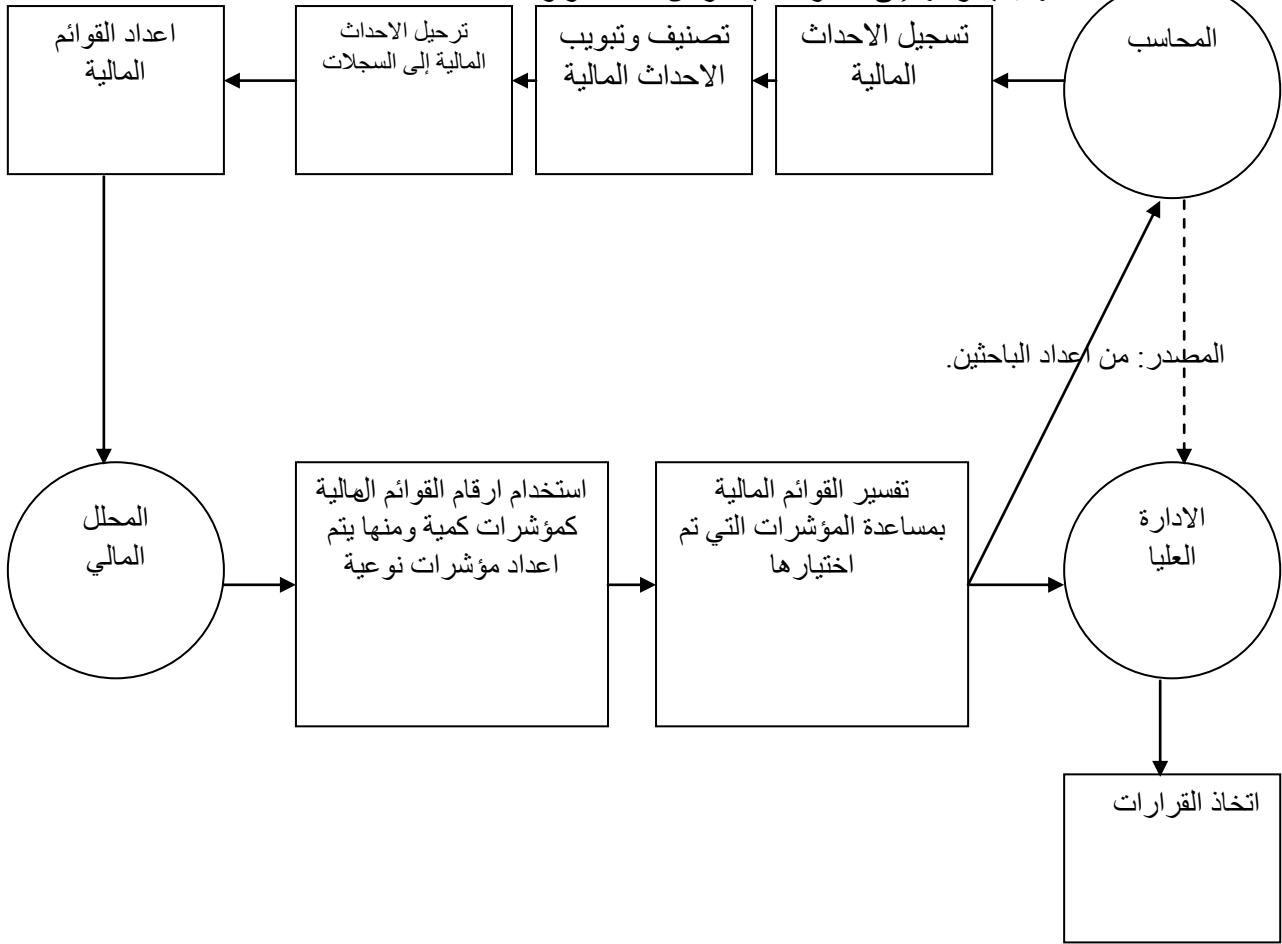 المحاسب
تسجيل الاحداث
المالية
تصنيف وتبويب
الاحداث المالية
ترحيل الاحداث
المالية إلى السجلات
اعداد القوائم
المالية
المصدر: من اعداد الباحثين.
المحلل
المالي
استخدام ارقام القوائم المالية
كمؤشرات كمية ومنها يتم
اعداد مؤشرات نوعية
تفسير القوائم المالية
بمساعدة المؤشرات التي تم
اختيارها
الادارة
العليا
اتخاذ القرارات